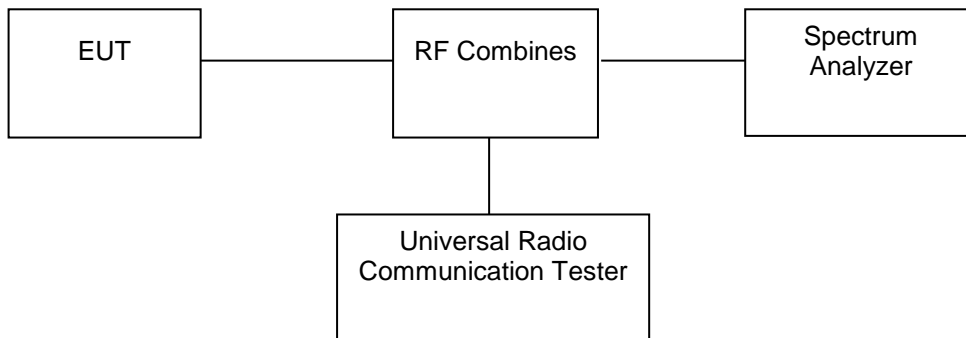 EUT
RF Combines
Spectrum
Analyzer
Universal Radio
Communication Tester